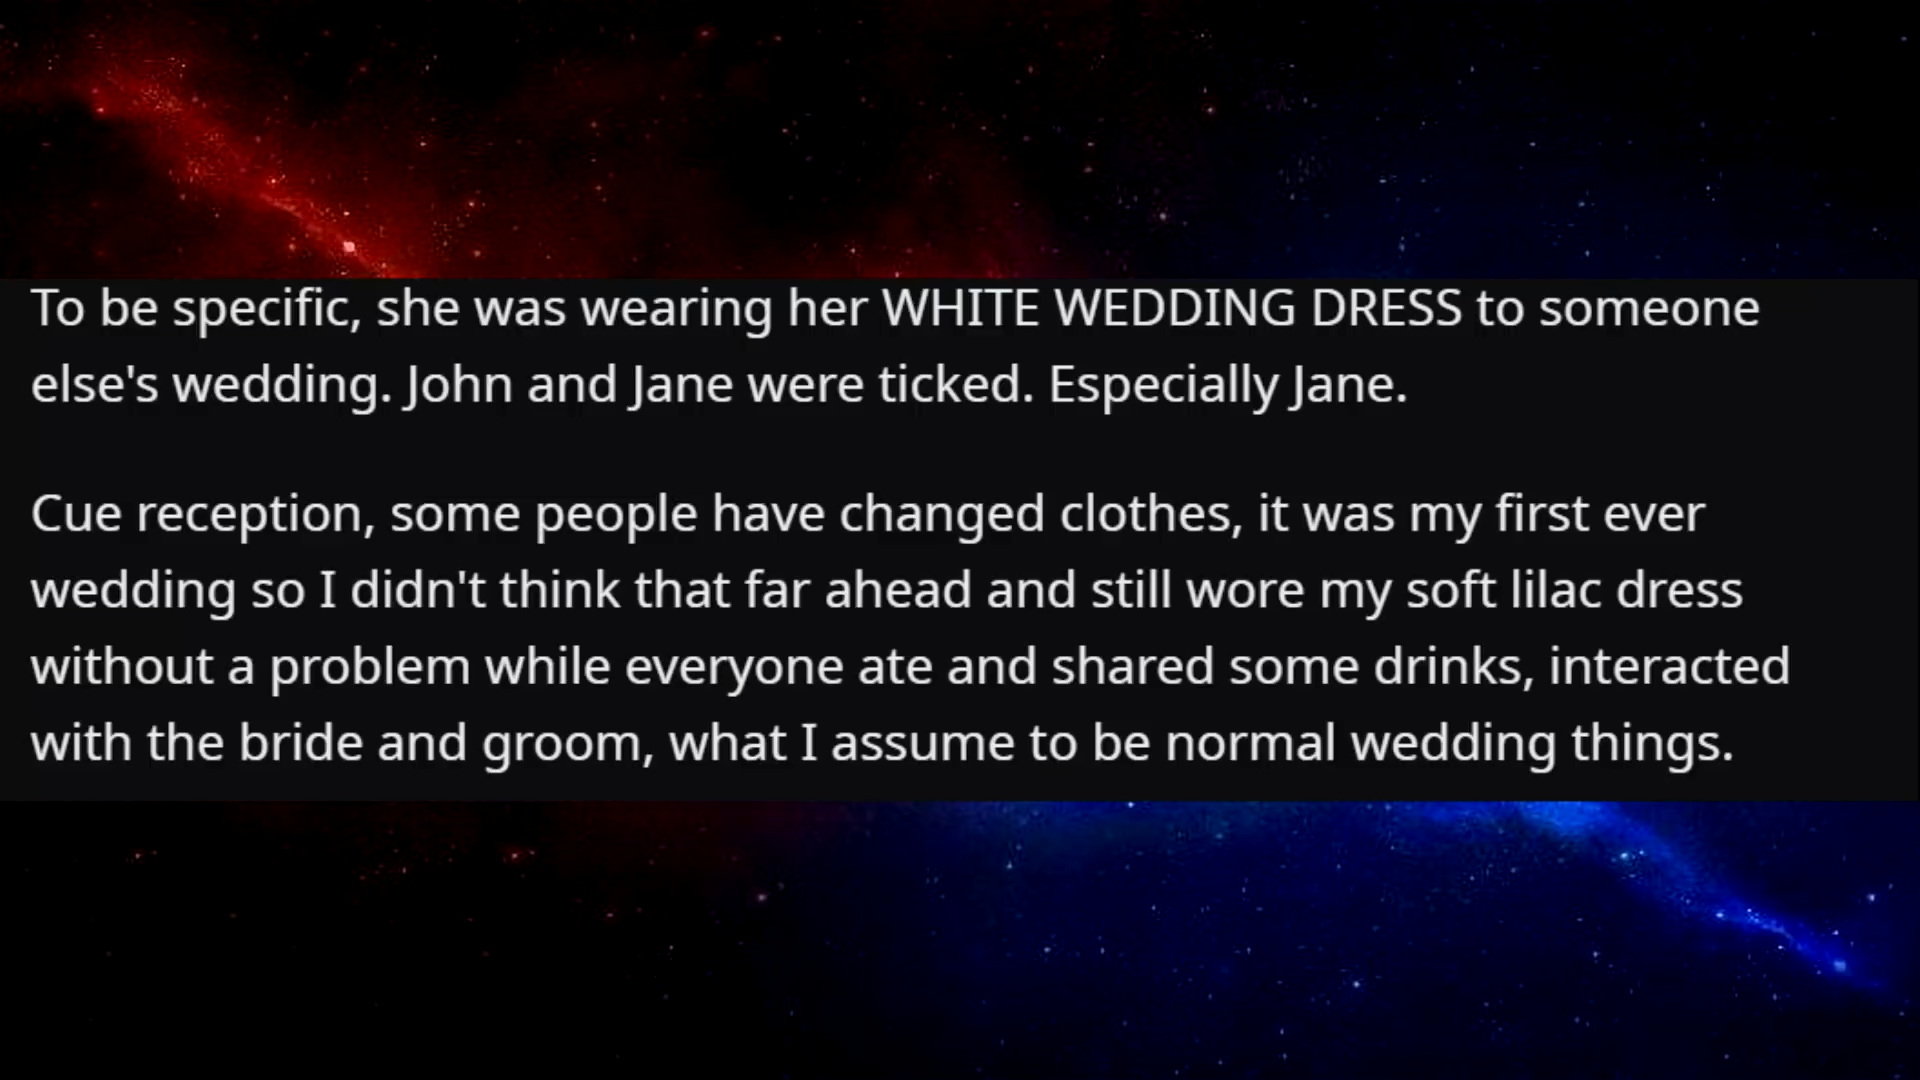 To be specific, she was wearing her WHITE WEDDING DRESS to someone
else's wedding. John and Jane were ticked. Especially Jane.
Cue reception, some people have changed clothes, it was my first ever
wedding so I didn't think that far ahead and still wore my soft lilac dress
without a problem while everyone ate and shared some drinks, interacted
with the bride and groom, what I assume to be normal wedding things.